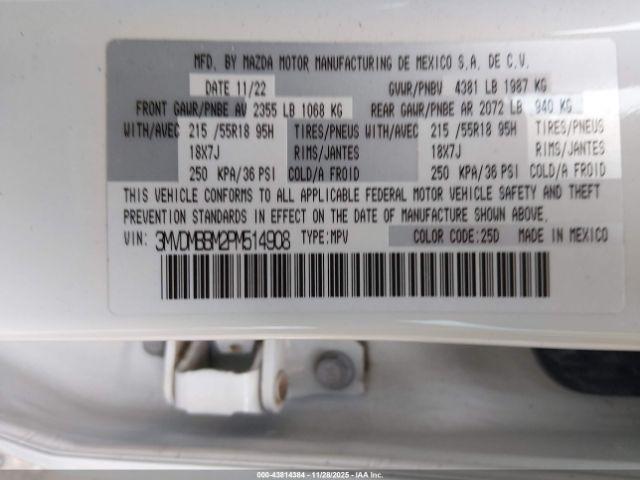 MFD. BY MAZDA MOTOR MANUFACTURING DE MEXICO S.A. DE C.V.
DATE 11/22 GVWR/PNBV 4381 LB 1987 KG
FRONT GAWR/PNBE AV 2355 LB 1068 KG REAR GAWR/PNBE AR 2072 LB 940 KG
WITH/AVEC 215 /55R18 95H TIRES/PNEUS WITH/AVEC 215 /55R18 95H TIRES/PNEUS
18X7J RIMS/JANTES 18X7J RIMS/JANTES
250 KPA/36 PSI COLD/A FROID 250 KPA/36 PSI COLD/A FROID
THIS VEHICLE CONFORMS TO ALL APPLICABLE FEDERAL MOTOR VEHICLE SAFETY AND THEFT
PREVENTION STANDARDS IN EFFECT ON THE DATE OF MANUFACTURE SHOWN ABOVE.
VIN: 3MVDMBBM2PM514908 TYPE:MPV COLOR CODE:25D MADE IN MEXICO
000-43814384 | 11/28/2025 - IAA Inc.